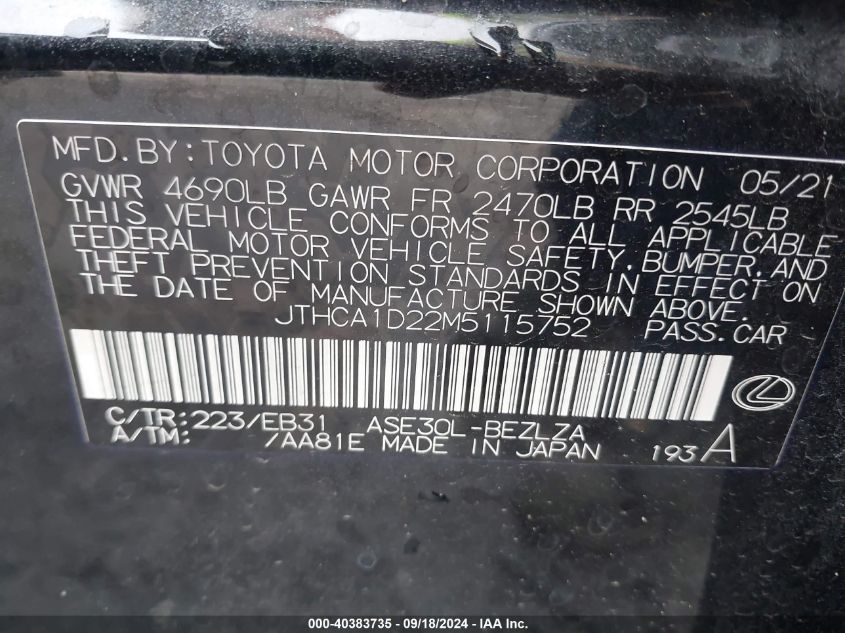 MFD.BY:TOYOTA MOTOR CORPORATION 05/21
GVWR 4690LB GAWR FR 2470LB RR 2545LB
THIS VEHICLE CONFORMS TO ALL APPLICABLE
FEDERAL MOTOR VEHICLE SAFETY,BUMPER,AND
THEFT PREVENTION STANDARDS IN EFFECT ON
THE DATE OF MANUFACTURE SHOWN ABOVE.
JTHCA1D22M5115752 PASS.CAR
C/TR:223/EB31 ASE30L-BEZLZA
A/TM: /AA81E MADE IN JAPAN 193A
000-40383735 - 09/18/2024 - IAA Inc.